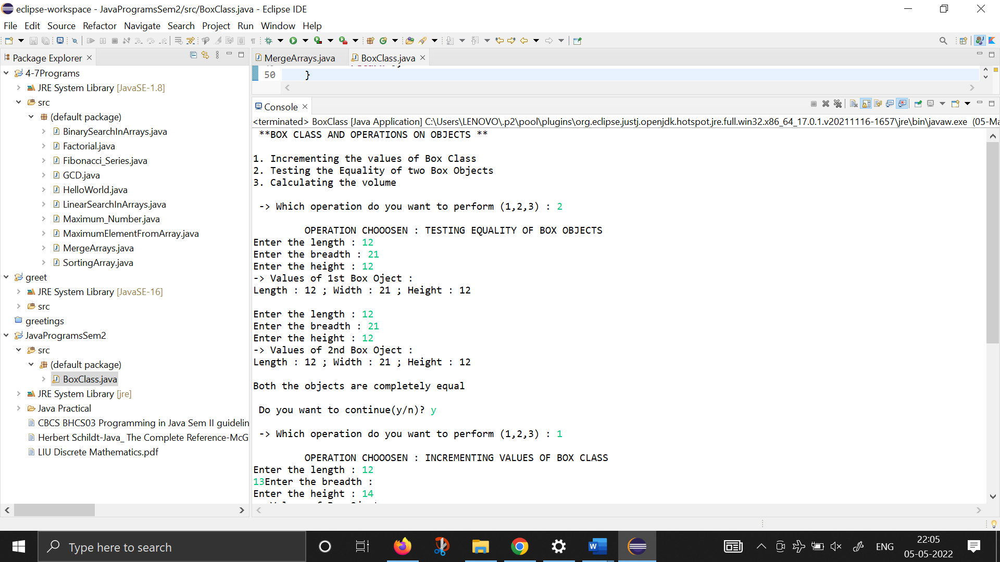 eclipse-workspace - JavaProgramsSem2/src/BoxClass.java - Eclipse IDE
File Edit Source Refactor Navigate Search Project Run Window Help
Package Explorer
4-7Programs
JRE System Library [JavaSE-1.8]
src
(default package)
BinarySearchInArrays.java
Factorial.java
Fibonacci_Series.java
GCD.java
HelloWorld.java
LinearSearchInArrays.java
Maximum_Number.java
MaximumElementFromArray.java
MergeArrays.java
SortingArray.java
greet
JRE System Library [JavaSE-16]
src
greetings
JavaProgramsSem2
src
(default package)
BoxClass.java
JRE System Library [jre]
Java Practical
CBCS BHCS03 Programming in Java Sem II guidelin
Herbert Schildt-Java_ The Complete Reference-McG
LIU Discrete Mathematics.pdf
MergeArrays.java BoxClass.java
50 }
Console
<terminated> BoxClass [Java Application] C:\Users\LENOVO\.p2\pool\plugins\org.eclipse.justj.openjdk.hotspot.jre.full.win32.x86_64_17.0.1.v20211116-1657\jre\bin\javaw.exe (05-Ma
**BOX CLASS AND OPERATIONS ON OBJECTS **
1. Incrementing the values of Box Class
2. Testing the Equality of two Box Objects
3. Calculating the volume
-> Which operation do you want to perform (1,2,3) : 2
OPERATION CHOOOSEN : TESTING EQUALITY OF BOX OBJECTS
Enter the length : 12
Enter the breadth : 21
Enter the height : 12
-> Values of 1st Box Oject :
Length : 12 ; Width : 21 ; Height : 12
Enter the length : 12
Enter the breadth : 21
Enter the height : 12
-> Values of 2nd Box Oject :
Length : 12 ; Width : 21 ; Height : 12
Both the objects are completely equal
Do you want to continue(y/n)? y
-> Which operation do you want to perform (1,2,3) : 1
OPERATION CHOOOSEN : INCREMENTING VALUES OF BOX CLASS
Enter the length : 12
13Enter the breadth :
Enter the height : 14
Type here to search
ENG
22:05
05-05-2022